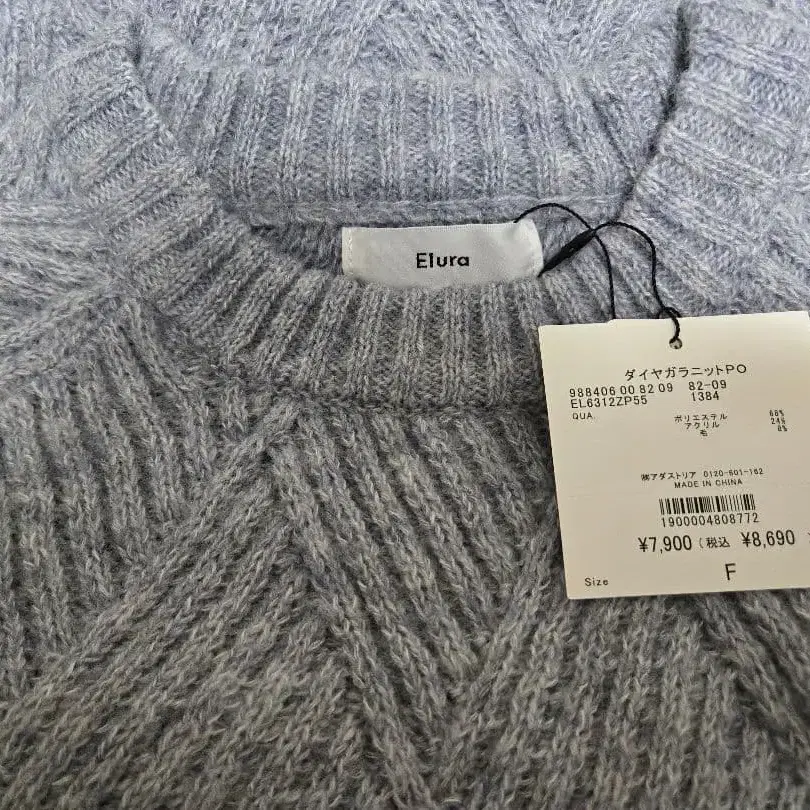 Elura
ダイヤガラニットPO
988406 00 82 09 82-09
EL6312ZP55 1384
QUA.
ポリエステル 68%
アクリル 24%
毛 8%
㈱アダストリア 0120-601-162
MADE IN CHINA
1900004808772
¥7,900 (税込 ¥8,690
Size F